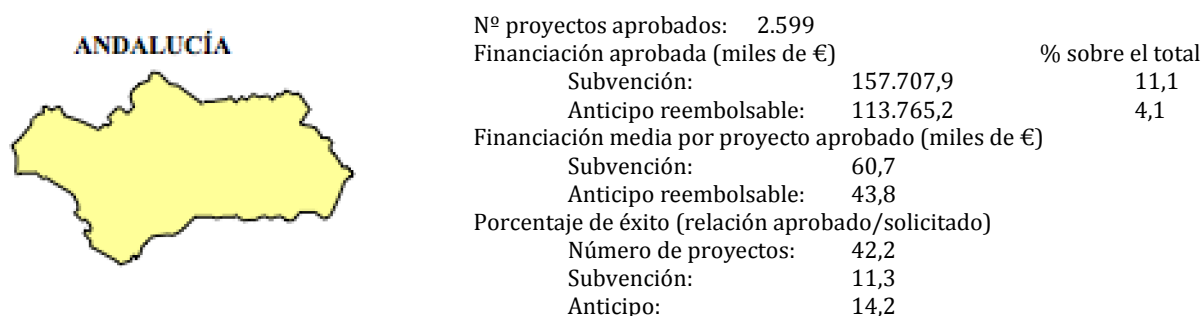 ANDALUCÍA
Nº proyectos aprobados: 2.599
Financiación aprobada (miles de €) % sobre el total
Subvención: 157.707,9 11,1
Anticipo reembolsable: 113.765,2 4,1
Financiación media por proyecto aprobado (miles de €)
Subvención: 60,7
Anticipo reembolsable: 43,8
Porcentaje de éxito (relación aprobado/solicitado)
Número de proyectos: 42,2
Subvención: 11,3
Anticipo: 14,2